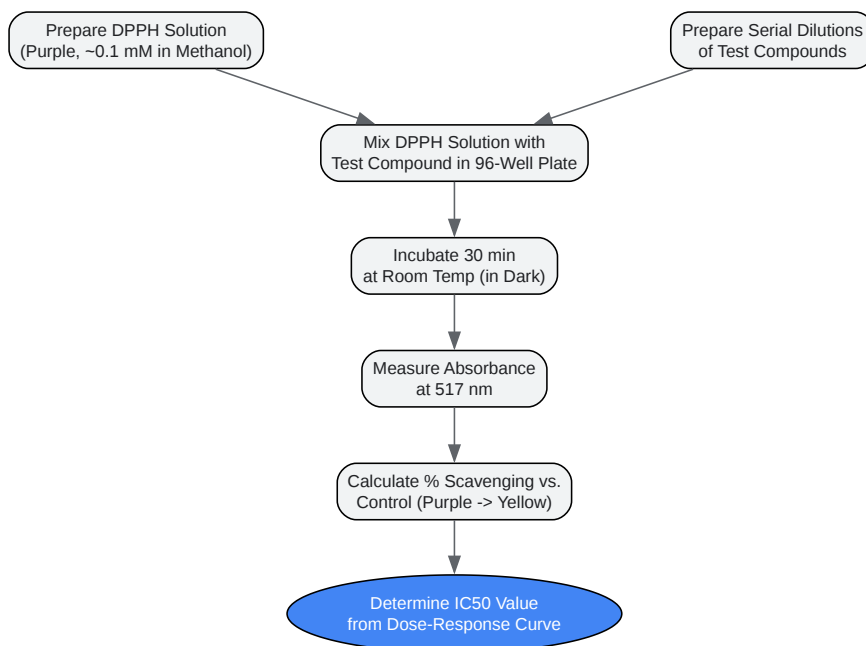 Prepare DPPH Solution
(Purple, ~0.1 mM in Methanol)
Prepare Serial Dilutions
of Test Compounds
Mix DPPH Solution with
Test Compound in 96-Well Plate
Incubate 30 min
at Room Temp (in Dark)
Measure Absorbance
at 517 nm
Calculate % Scavenging vs.
Control (Purple -> Yellow)
Determine IC50 Value
from Dose-Response Curve